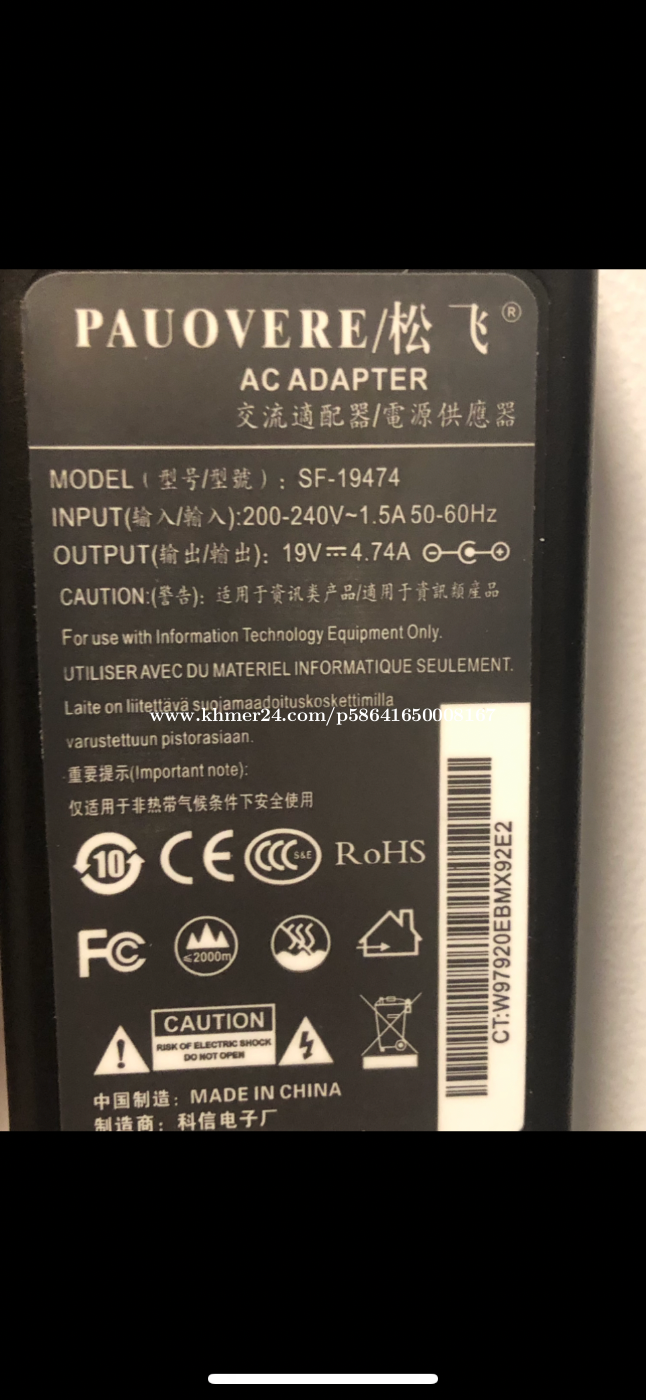 PAUOVERE/松飞®
AC ADAPTER
交流適配器/電源供應器
MODEL（型号/型號）: SF-19474
INPUT(输入/輸入):200-240V~1.5A 50-60Hz
OUTPUT(输出/輸出): 19V⎓4.74A
CAUTION:(警告): 适用于資讯类产品/適用于資訊類産品
For use with Information Technology Equipment Only.
UTILISER AVEC DU MATERIEL INFORMATIQUE SEULEMENT.
Laite on liitettävä suojamaadoituskoskettimilla
www.khmer24.com/
varustettuun pistorasiaan.
重要提示(Important note):
仅适用于非热带气候条件下安全使用
10 CE CCC S&E RoHS
FC ≤2000m
CAUTION
RISK OF ELECTRIC SHOCK
DO NOT OPEN
中国制造: MADE IN CHINA
制造商: 科信电子厂
CT:W97920EBMX92E2